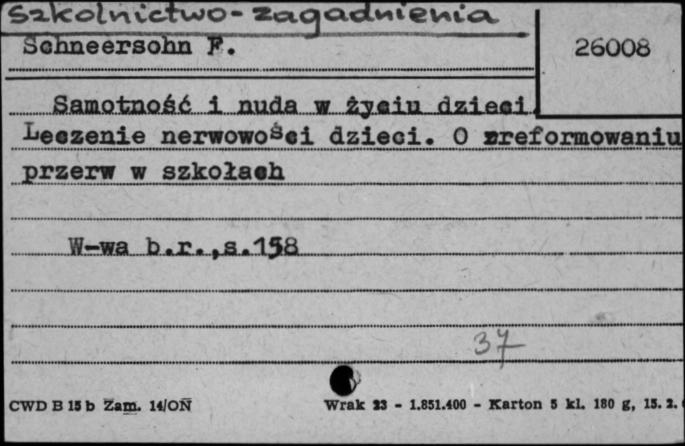 Szkolnictwo-zagadnienia
Schneersohn F.
26008
Samotność i nuda w życiu dzieci.
Leczenie nerwowości dzieci. O zreformowaniu
przerw w szkołach
W-wa b.r.,s.158
37
CWD B 15 b Zam. 14/OŃ
Wrak 23 - 1.851.400 - Karton 5 kl. 180 g, 15. 2.